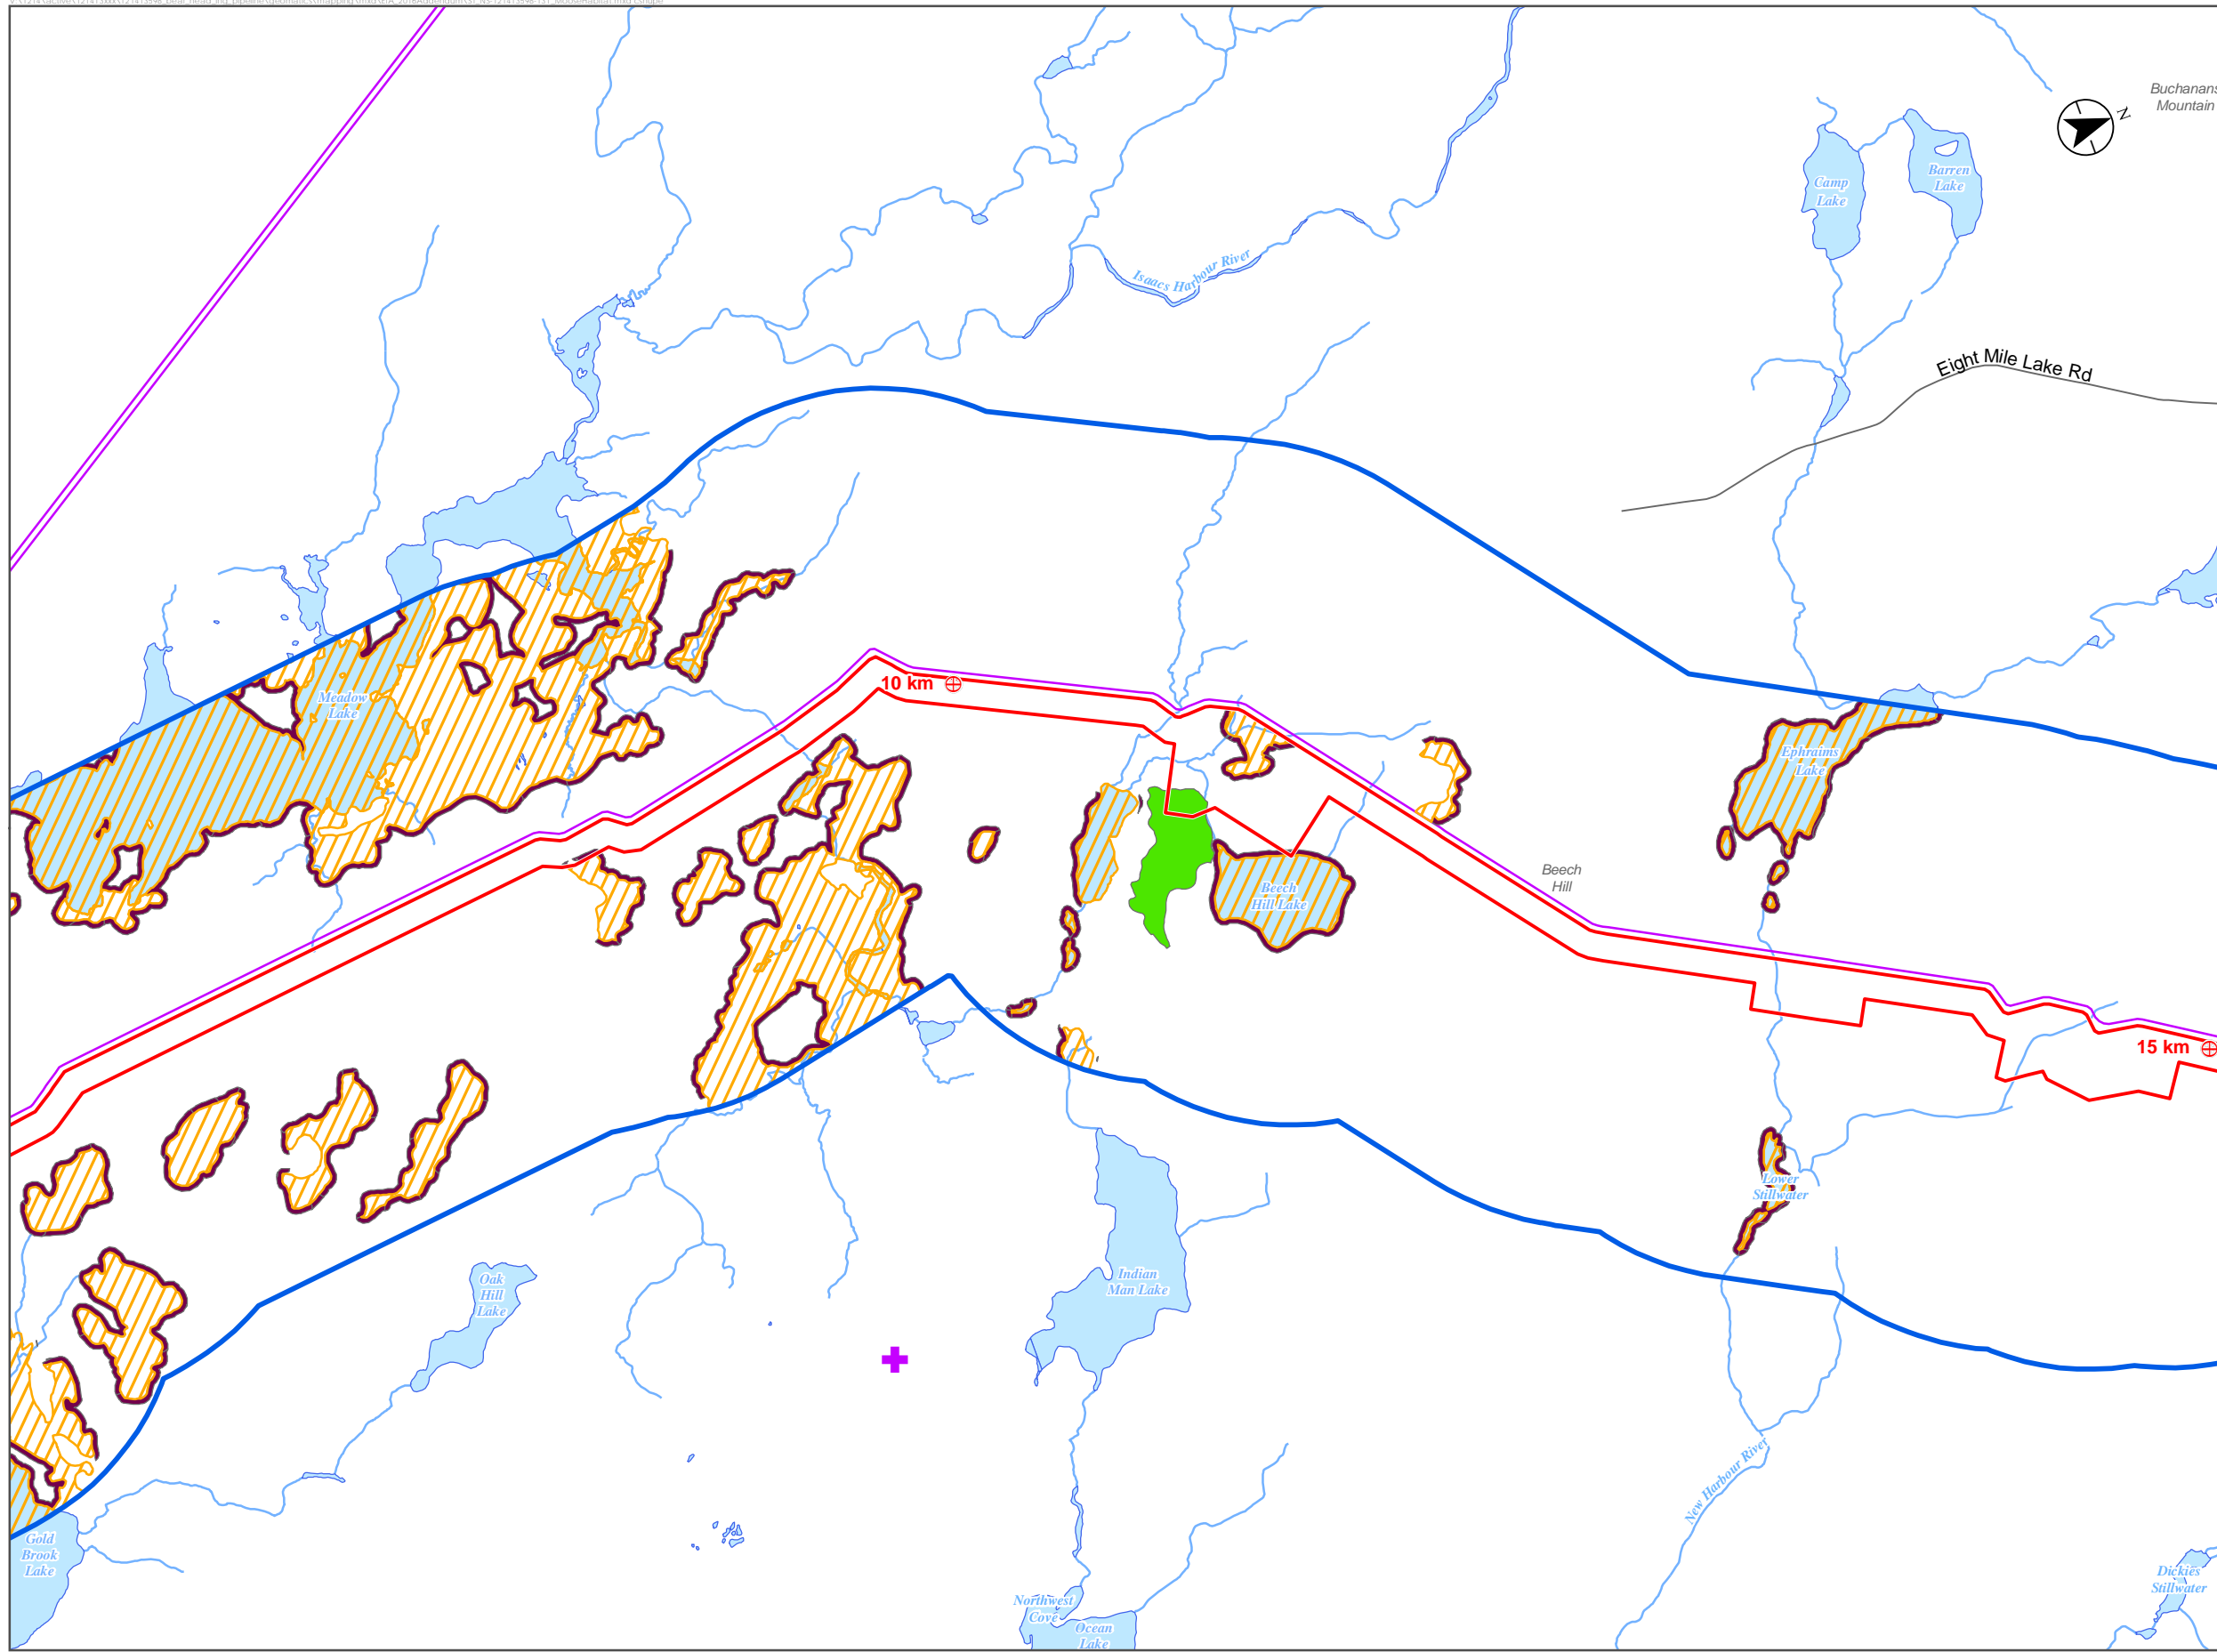 Buchanans
Mountain
N
Camp
Lake
Barren
Lake
Isaacs Harbour River
Eight Mile Lake Rd
10 km
Meadow
Lake
Ephraims
Lake
Beech
Hill
Beech
Hill Lake
15 km
Lower
Stillwater
Oak
Hill
Lake
Indian
Man Lake
New Harbour River
Gold
Brook
Lake
Northwest
Cove
Ocean
Lake
Dickies
Stillwater